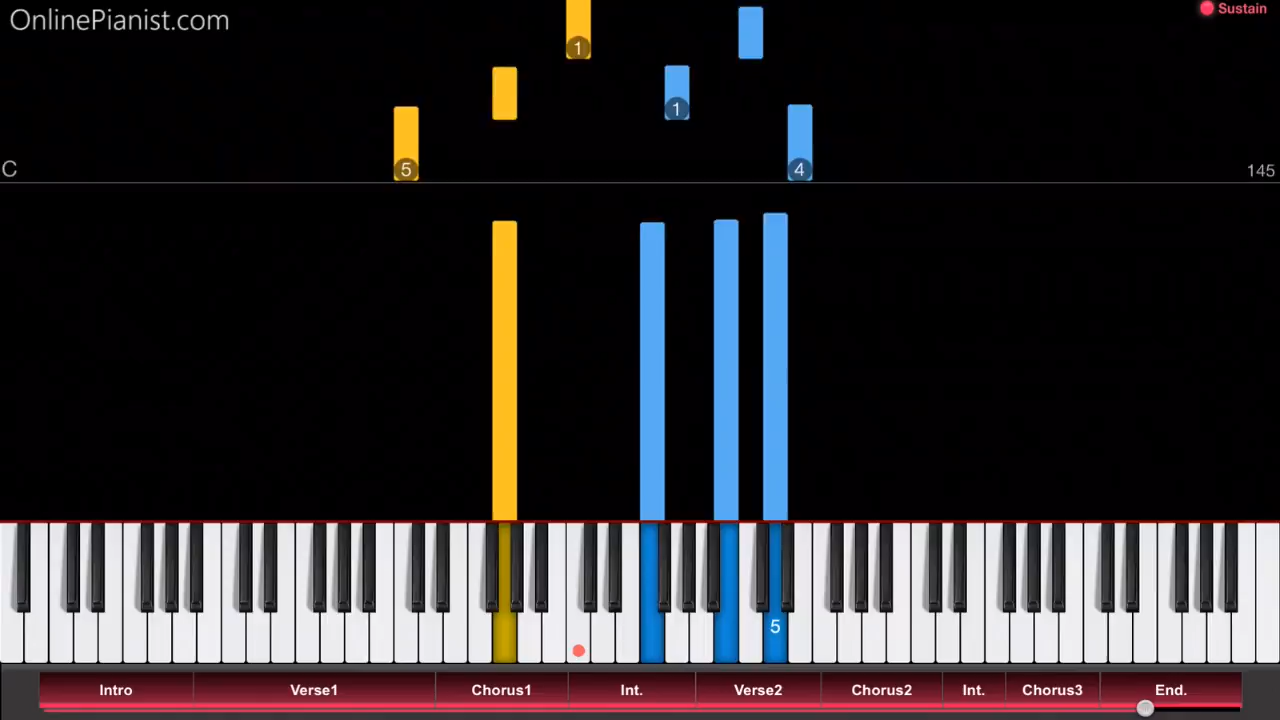 OnlinePianist.com
Sustain
1
1
5
4
C
145
5
Intro Verse1 Chorus1 Int. Verse2 Chorus2 Int. Chorus3 End.